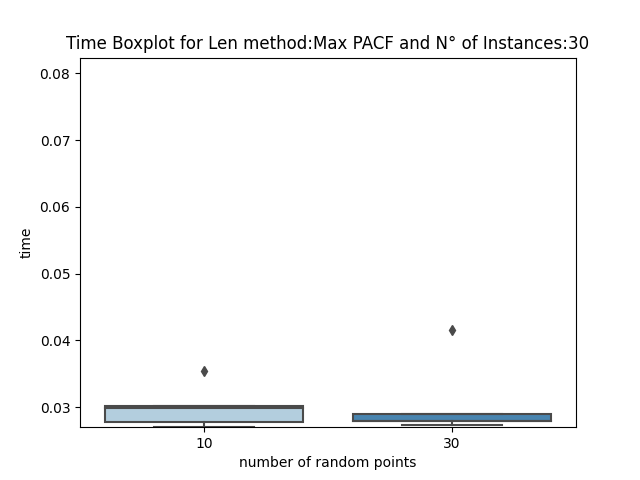 Time Boxplot for Len method:Max PACF and N° of Instances:30
0.08
0.07
0.06
0.05
0.04
0.03
time
10 30
number of random points